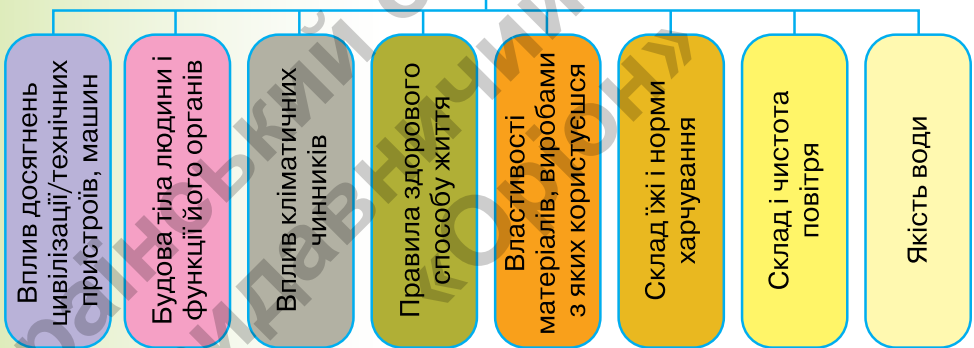 Вплив досягнень
цивілізації/технічних
пристроїв, машин
Будова тіла людини і
функції його органів
Вплив кліматичних
чинників
Правила здорового
способу життя
Властивості
матеріалів, виробами
з яких користуєшся
Склад їжі і норми
харчування
Склад і чистота
повітря
Якість води
«Оріон»